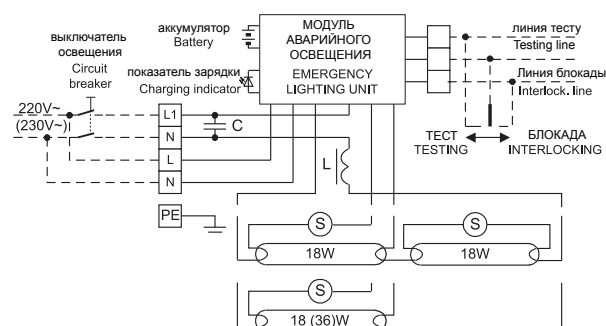 выключатель
освещения
Circuit
breaker
аккумулятор
Battery
показатель зарядки
Charging indicator
МОДУЛЬ
АВАРИЙНОГО
ОСВЕЩЕНИЯ
EMERGENCY
LIGHTING UNIT
линия тесту
Testing line
Линия блокады
Interlock. line
ТЕСТ
TESTING
БЛОКАДА
INTERLOCKING
220V~
(230V~)
L1
N
L
N
PE
C
L
S
18W
S
18W
S
18 (36)W